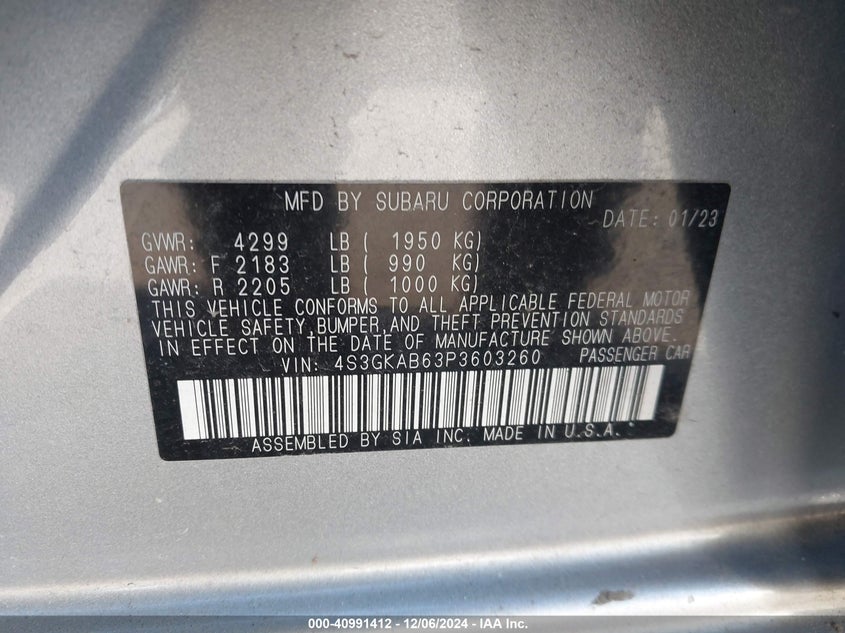 MFD BY SUBARU CORPORATION
DATE: 01/23
GVWR: 4299 LB ( 1950 KG)
GAWR: F 2183 LB ( 990 KG)
GAWR: R 2205 LB ( 1000 KG)
THIS VEHICLE CONFORMS TO ALL APPLICABLE FEDERAL MOTOR
VEHICLE SAFETY,BUMPER,AND THEFT PREVENTION STANDARDS
IN EFFECT ON THE DATE OF MANUFACTURE SHOWN ABOVE.
VIN: 4S3GKAB63P3603260 PASSENGER CAR
ASSEMBLED BY SIA INC. MADE IN U.S.A.
000-40991412 - 12/06/2024 - IAA Inc.